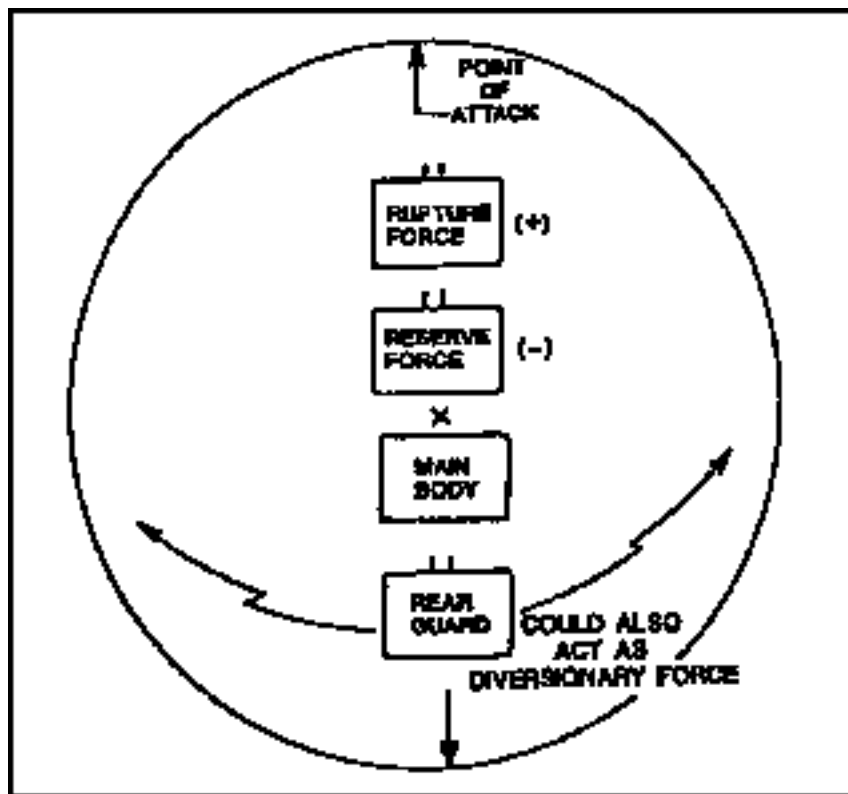 POINT
OF
ATTACK
RUPTURE
FORCE
(+)
RESERVE
FORCE
(-)
X
MAIN
BODY
REAR
GUARD
COULD ALSO
ACT AS
DIVERSIONARY FORCE